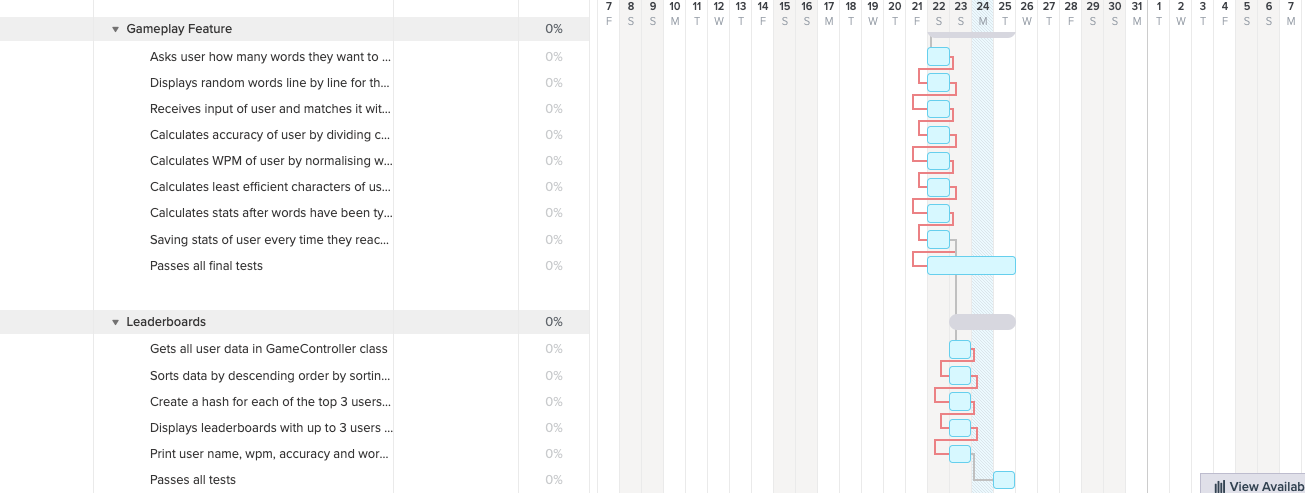 7 8 9 10 11 12 13 14 15 16 17 18 19 20 21 22 23 24 25 26 27 28 29 30 31 1 2 3 4 5 6 7
F S S M T W T F S S M T W T F S S M T W T F S S M T W T F S S M
Gameplay Feature 0%
Asks user how many words they want to ... 0%
Displays random words line by line for th... 0%
Receives input of user and matches it wit... 0%
Calculates accuracy of user by dividing c... 0%
Calculates WPM of user by normalising w... 0%
Calculates least efficient characters of us... 0%
Calculates stats after words have been ty... 0%
Saving stats of user every time they reac... 0%
Passes all final tests 0%
Leaderboards 0%
Gets all user data in GameController class 0%
Sorts data by descending order by sortin... 0%
Create a hash for each of the top 3 users... 0%
Displays leaderboards with up to 3 users ... 0%
Print user name, wpm, accuracy and wor... 0%
Passes all tests 0%
View Availab